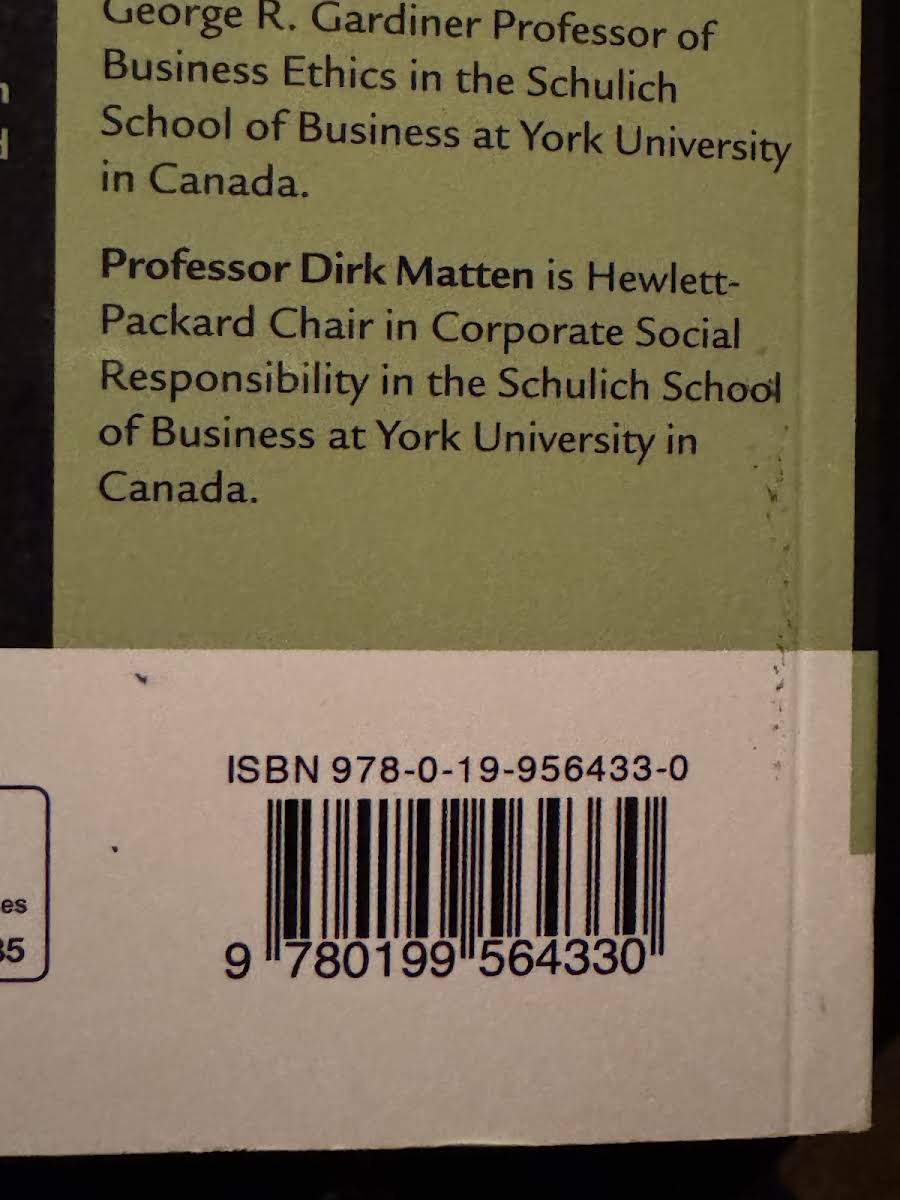 George R. Gardiner Professor of
Business Ethics in the Schulich
School of Business at York University
in Canada.
Professor Dirk Matten is Hewlett-
Packard Chair in Corporate Social
Responsibility in the Schulich School
of Business at York University in
Canada.
ISBN 978-0-19-956433-0
es
35
9 780199 564330